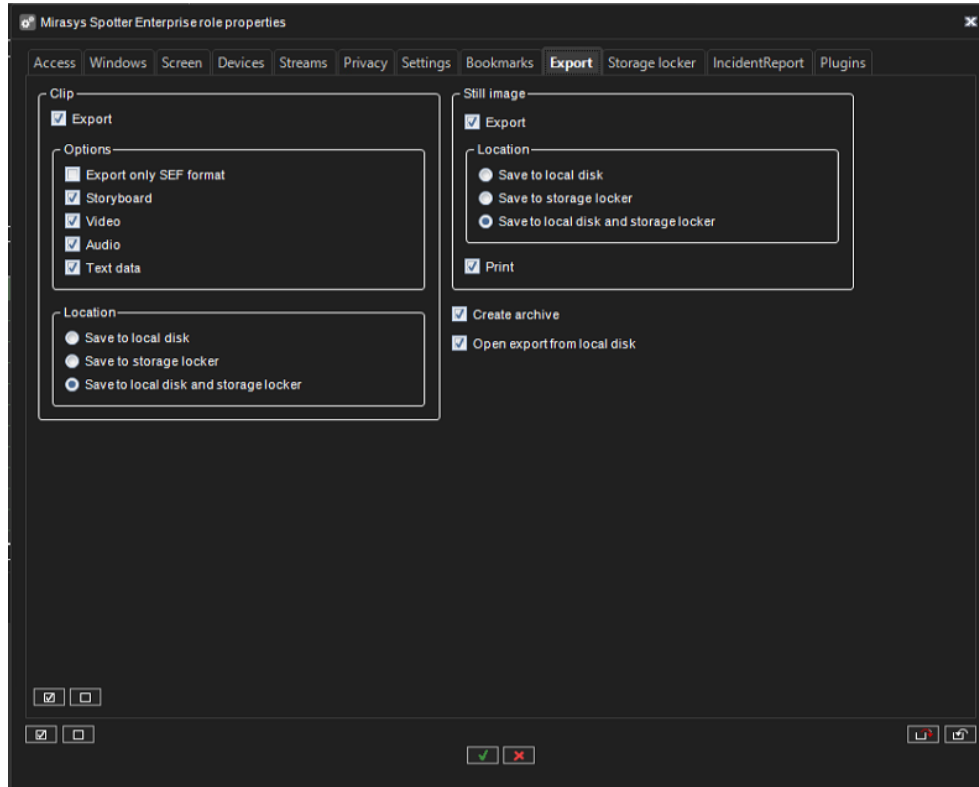 Mirasys Spotter Enterprise role properties
Access Windows Screen Devices Streams Privacy Settings Bookmarks Export Storage locker IncidentReport Plugins
Clip
Export
Options
Export only SEF format
Storyboard
Video
Audio
Text data
Location
Save to local disk
Save to storage locker
Save to local disk and storage locker
Still image
Export
Location
Save to local disk
Save to storage locker
Save to local disk and storage locker
Print
Create archive
Open export from local disk